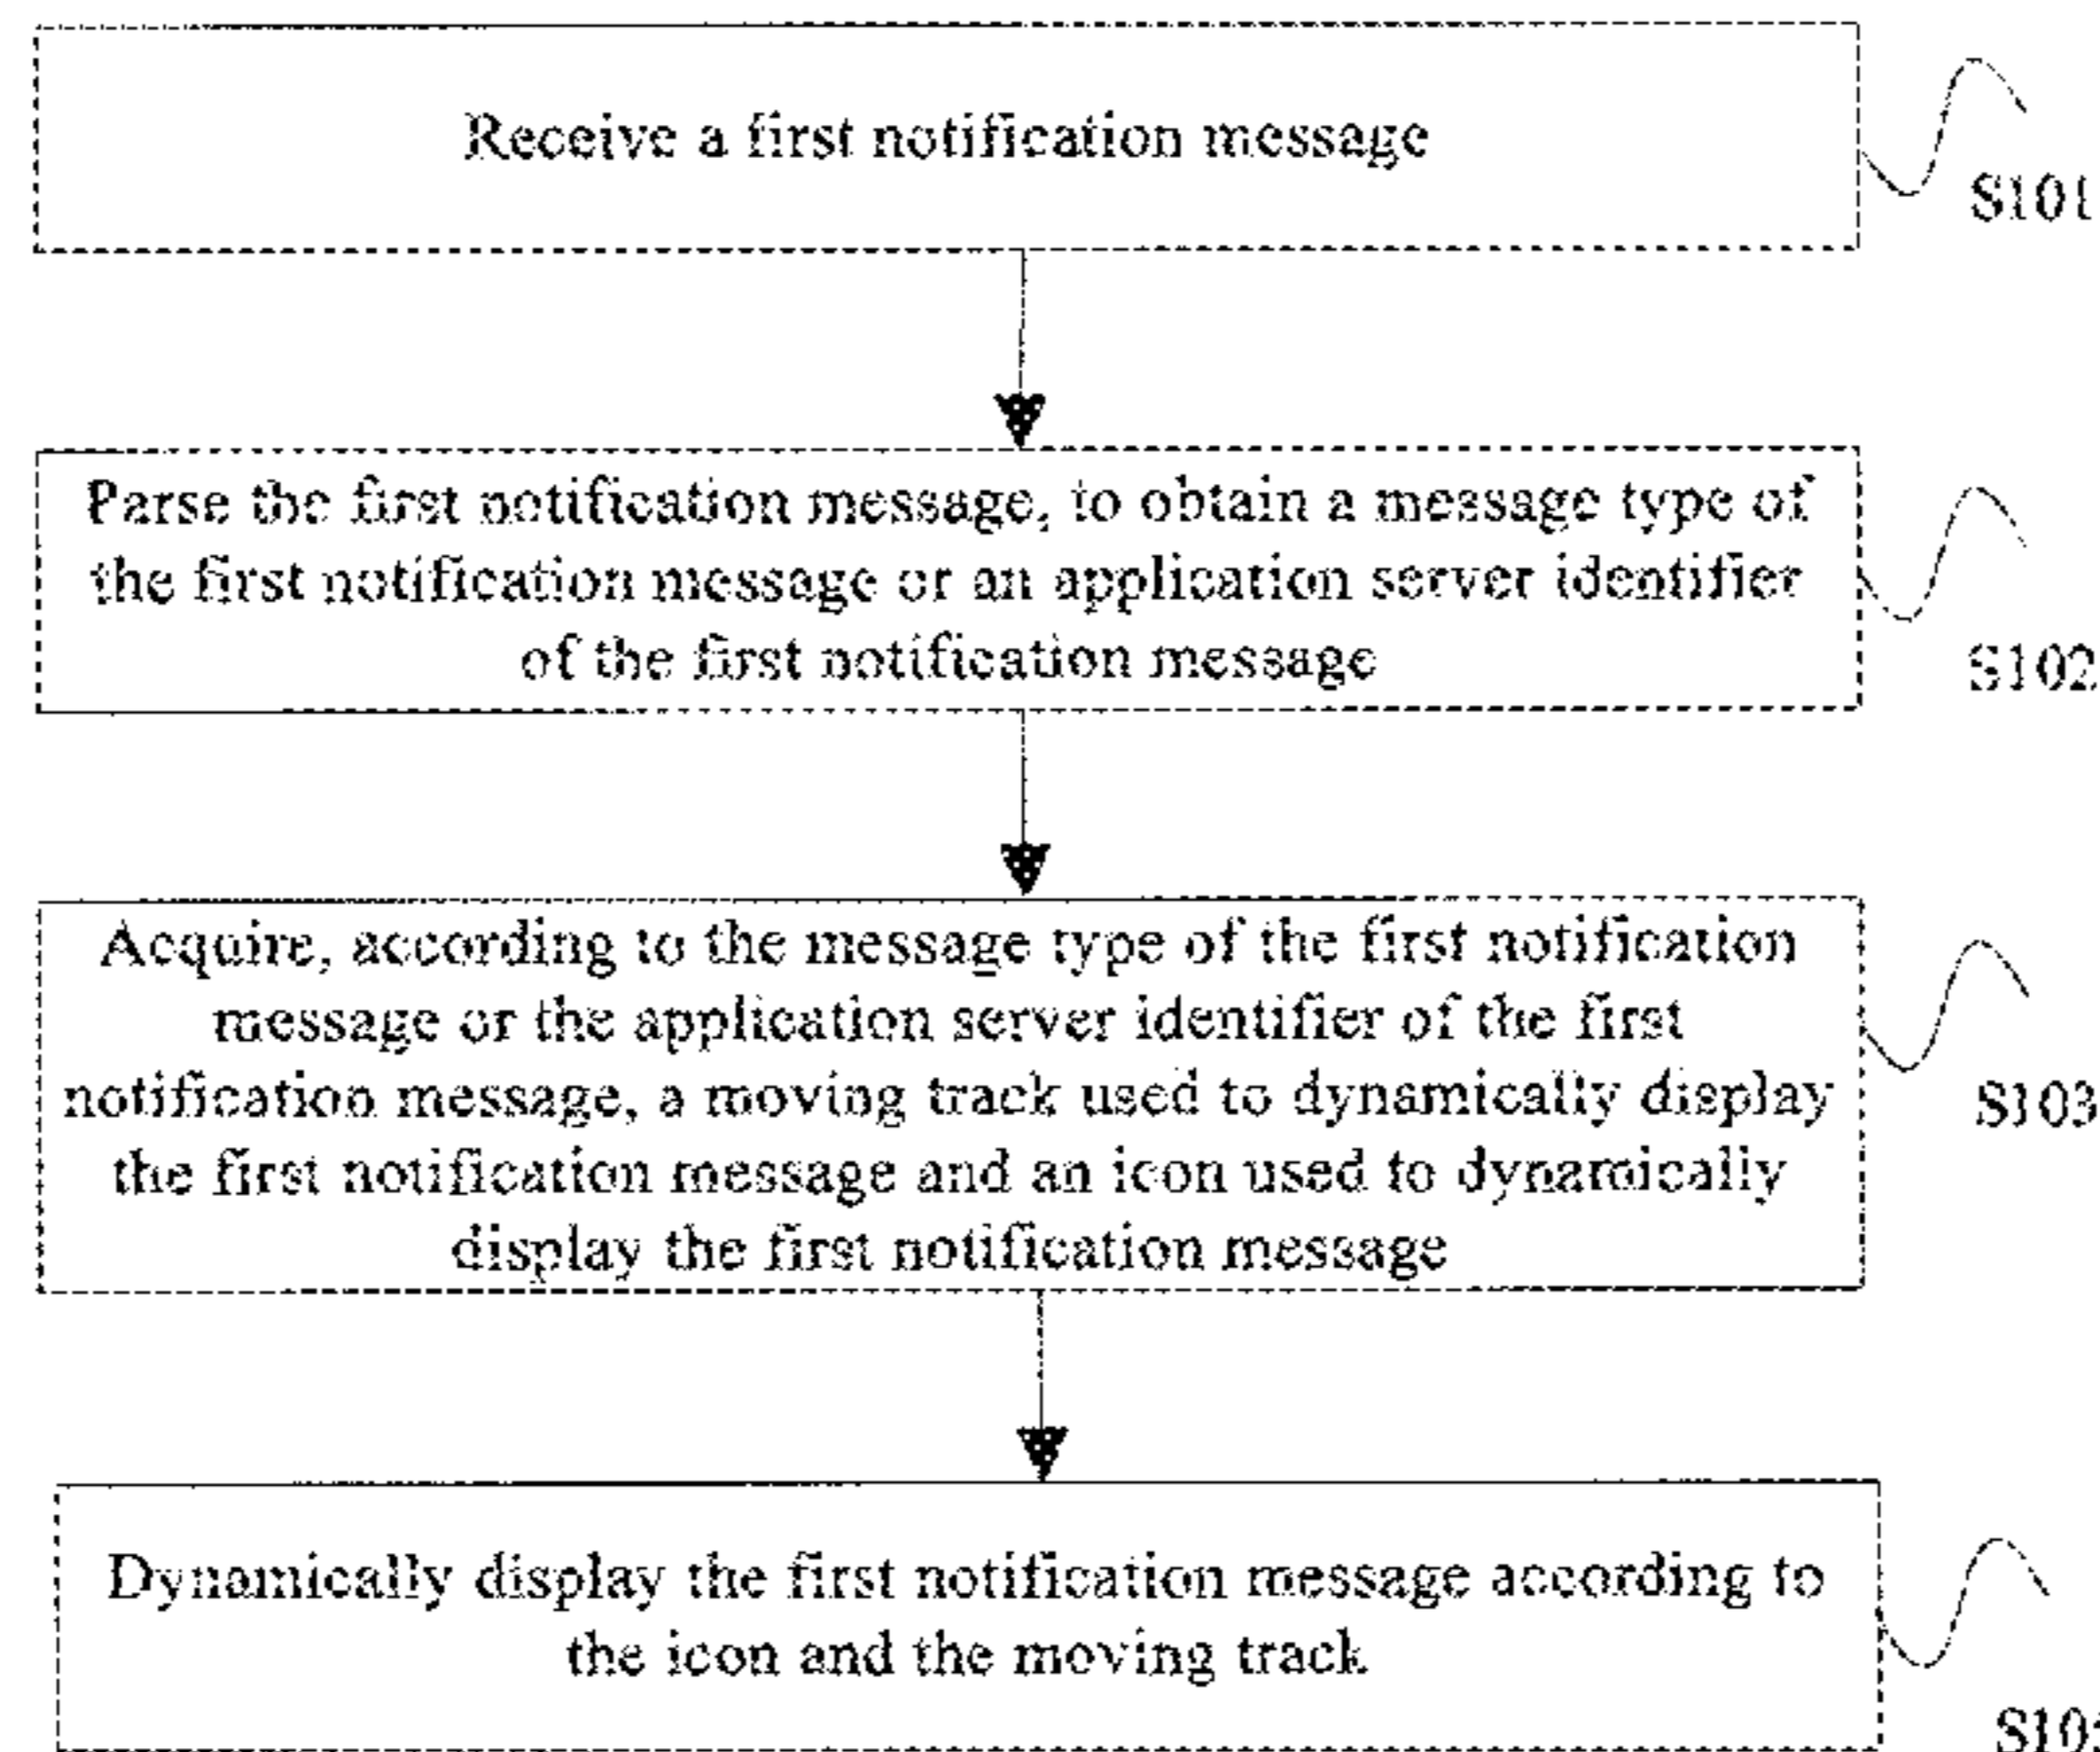 Receive a first notification message
S101
Parse the first notification message, to obtain a message type of
the first notification message or an application server identifier
of the first notification message
S102
Acquire, according to the message type of the first notification
message or the application server identifier of the first
notification message, a moving track used to dynamically display
the first notification message and an icon used to dynamically
display the first notification message
S103
Dynamically display the first notification message according to
the icon and the moving track